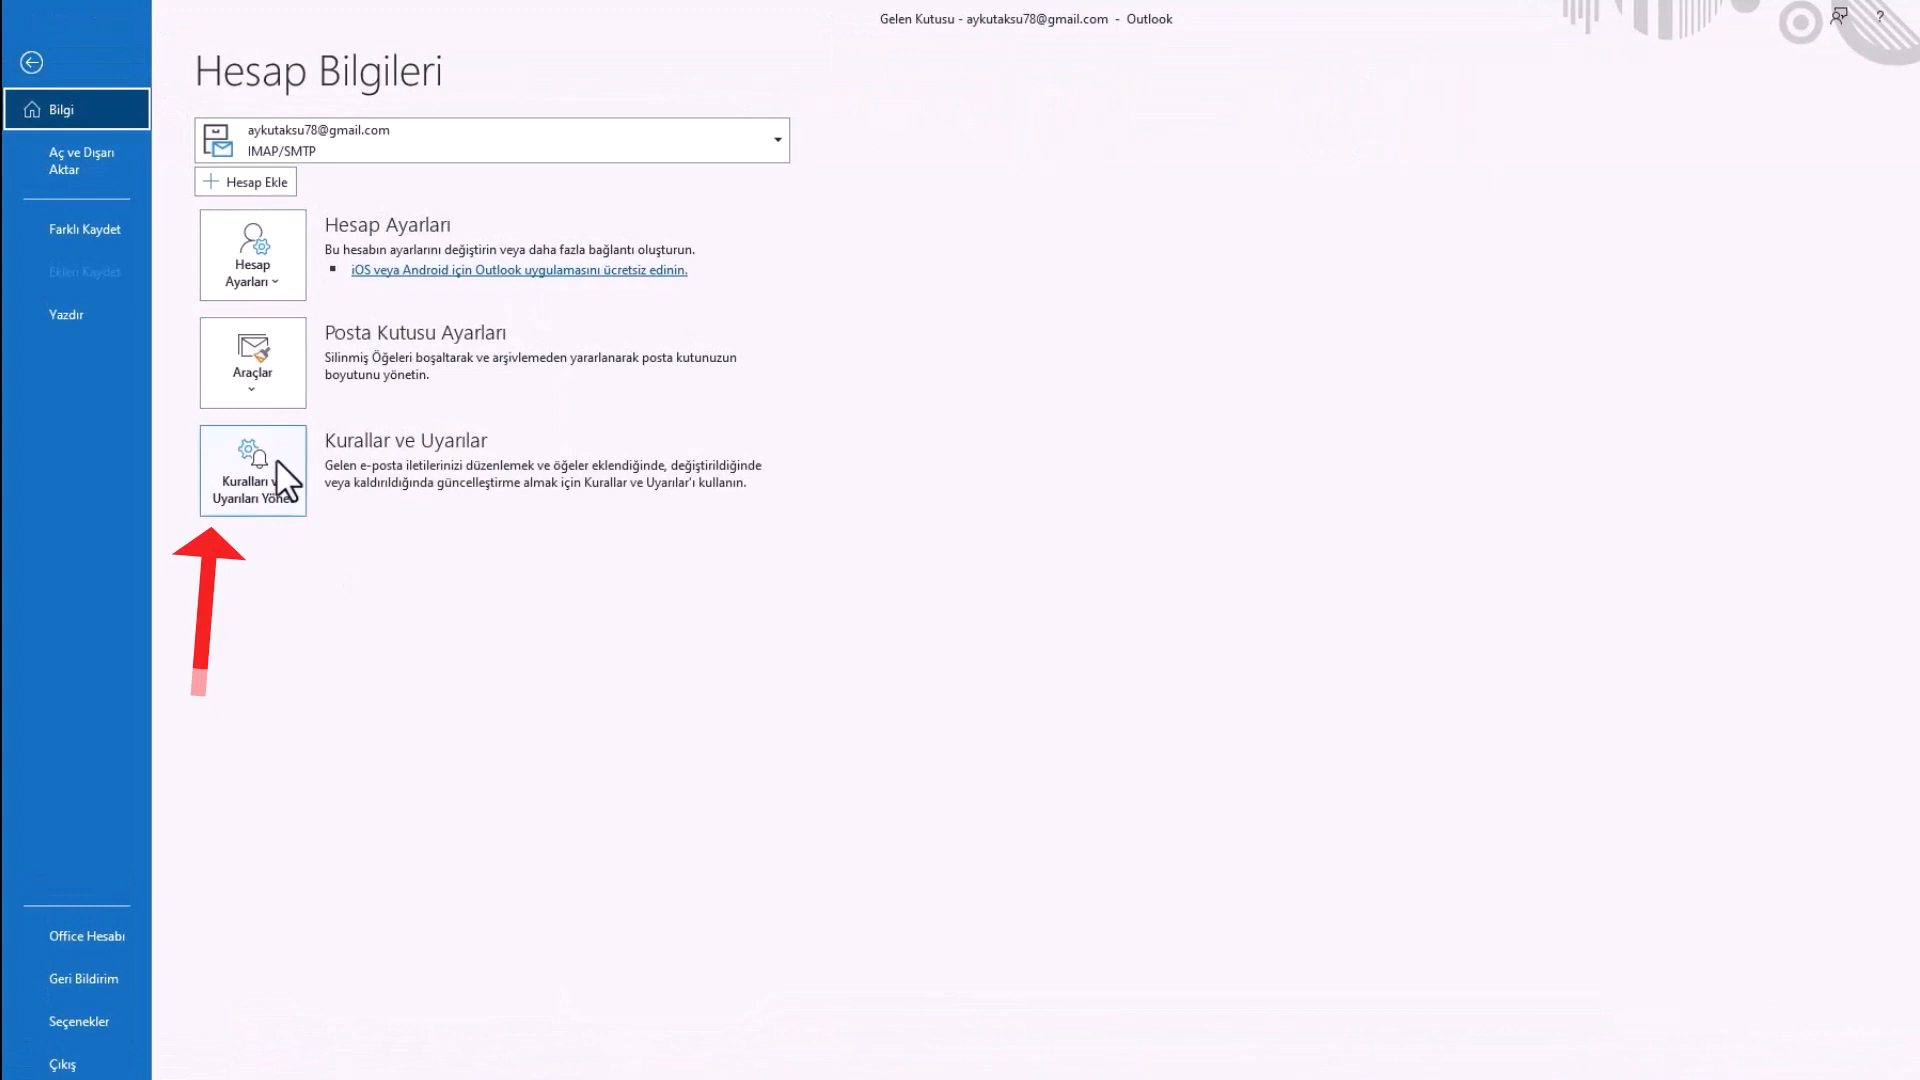 Gelen Kutusu - aykutaksu78@gmail.com - Outlook
?
Hesap Bilgileri
Bilgi
Aç ve Dışarı
Aktar
Farklı Kaydet
Ekleri Kaydet
Yazdır
aykutaksu78@gmail.com
IMAP/SMTP
Hesap Ekle
Hesap
Ayarları
Hesap Ayarları
Bu hesabın ayarlarını değiştirin veya daha fazla bağlantı oluşturun.
iOS veya Android için Outlook uygulamasını ücretsiz edinin.
Araçlar
Posta Kutusu Ayarları
Silinmiş Öğeleri boşaltarak ve arşivlemeden yararlanarak posta kutunuzun
boyutunu yönetin.
Kuralları
Uyarıları
Kurallar ve Uyarılar
Gelen e-posta iletilerinizi düzenlemek ve öğeler eklendiğinde, değiştirildiğinde
veya kaldırıldığında güncelleştirme almak için Kurallar ve Uyarılar'ı kullanın.
Office Hesabı
Geri Bildirim
Seçenekler
Çıkış